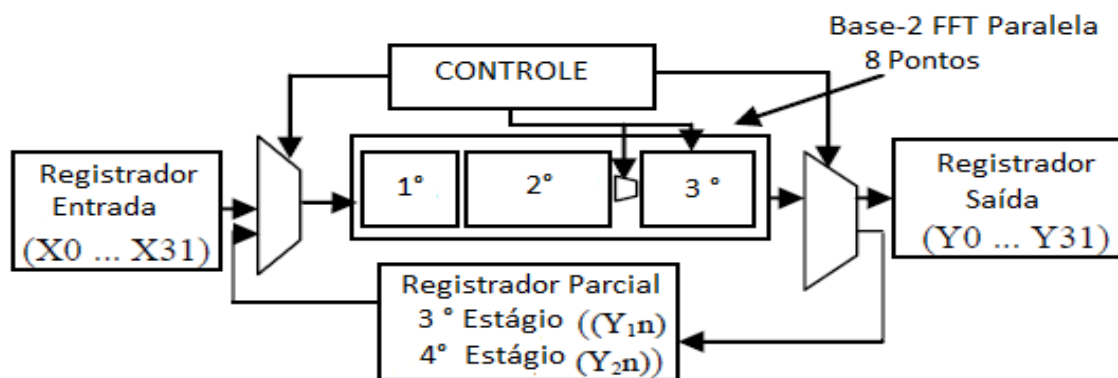 Base-2 FFT Paralela
8 Pontos
CONTROLE
Registrador
Entrada
(X0 ... X31)
1°
2°
3 °
Registrador
Saída
(Y0 ... Y31)
Registrador Parcial
3 ° Estágio ((Y₁n)
4° Estágio (Y₂n))